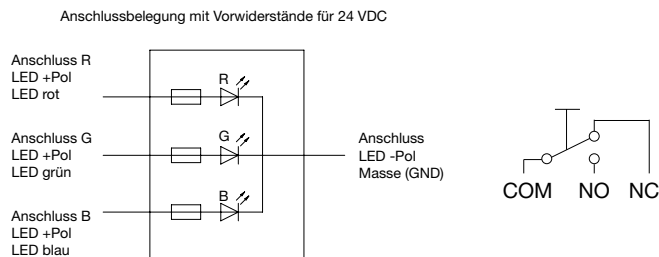 Anschlussbelegung mit Vorwiderstände für 24 VDC
Anschluss R
LED +Pol
LED rot
R
Anschluss G
LED +Pol
LED grün
G
Anschluss B
LED +Pol
LED blau
B
Anschluss
LED -Pol
Masse (GND)
COM NO NC